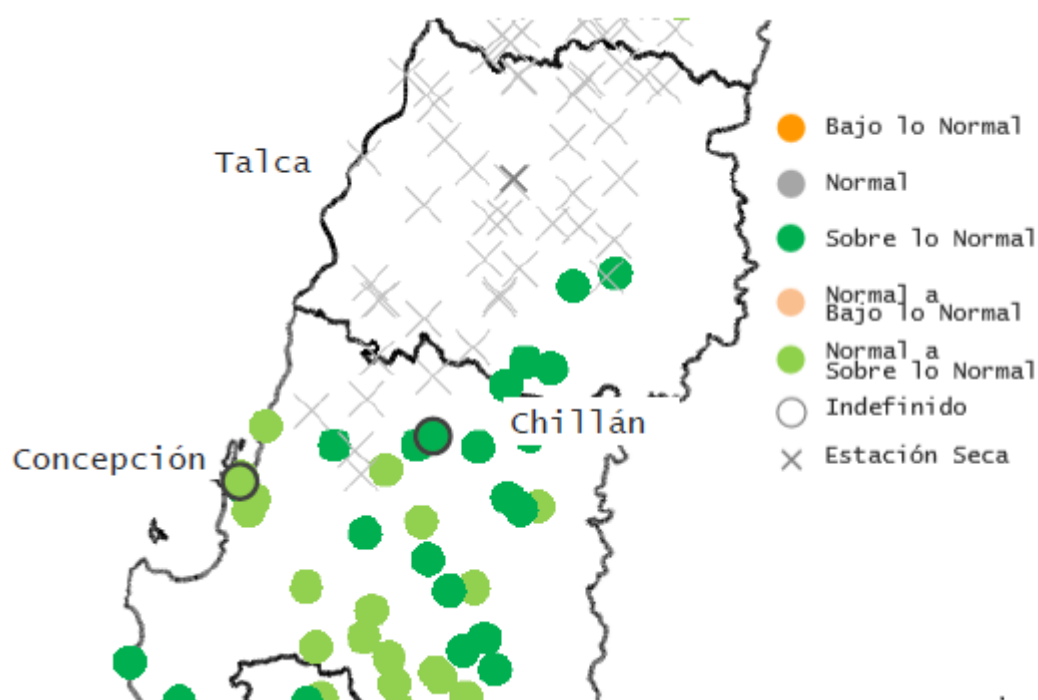 Talca
Concepción
Chillán
Bajo lo Normal
Normal
Sobre lo Normal
Normal a
Bajo lo Normal
Normal a
Sobre lo Normal
Indefinido
Estación Seca